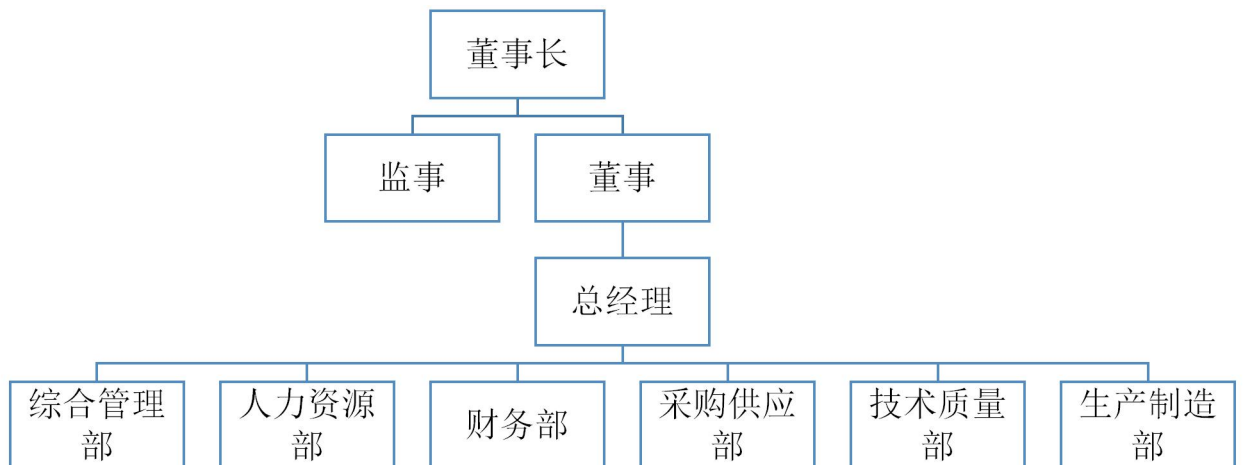 董事长
监事
董事
总经理
综合管理
部
人力资源
部
财务部
采购供应
部
技术质量
部
生产制造
部